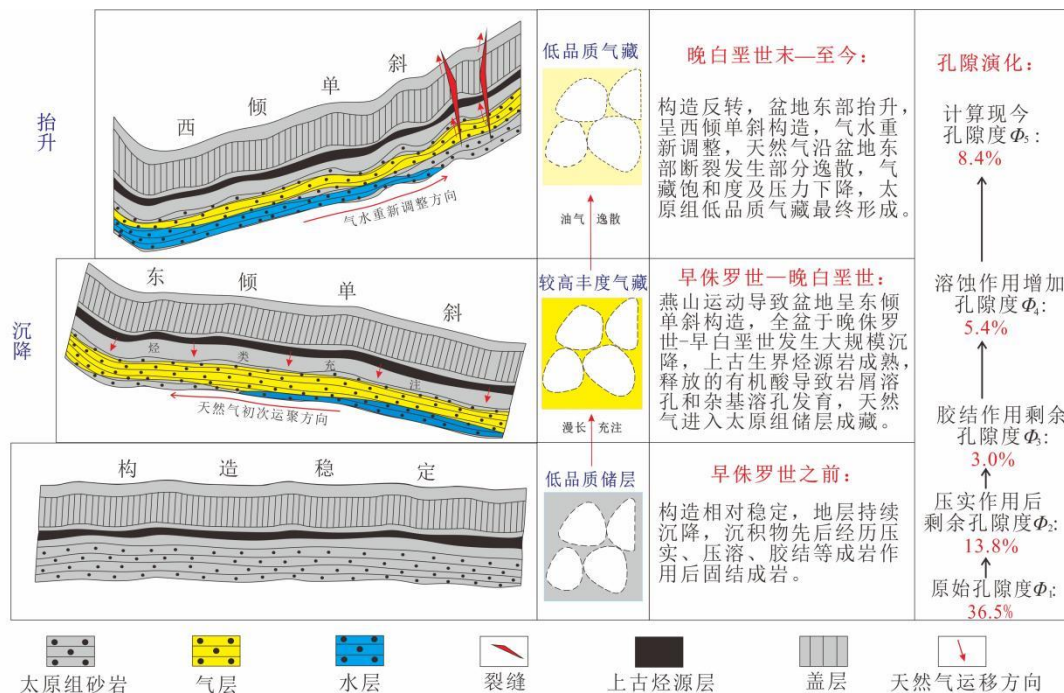 抬升
西倾单斜
气水重新调整方向
低品质气藏
油气 逸散
晚白垩世末—至今：
构造反转，盆地东部抬升，
呈西倾单斜构造，气水重
新调整，天然气沿盆地东
部断裂发生部分逸散，气
藏饱和度及压力下降，太
原组低品质气藏最终形成。
沉降
东倾单斜
烃类充注
天然气初次运聚方向
较高丰度气藏
漫长 充注
早侏罗世—晚白垩世：
燕山运动导致盆地呈东倾
单斜构造，全盆于晚侏罗
世-早白垩世发生大规模沉
降，上古生界烃源岩成熟，
释放的有机酸导致岩屑溶
孔和杂基溶孔发育，天然
气进入太原组储层成藏。
构造稳定
低品质储层
早侏罗世之前：
构造相对稳定，地层持续
沉降，沉积物先后经历压
实、压溶、胶结等成岩作
用后固结成岩。
孔隙演化：
计算现今
孔隙度Φ₅:
8.4%
溶蚀作用增加
孔隙度Φ₄:
5.4%
胶结作用剩余
孔隙度Φ₃:
3.0%
压实作用后
剩余孔隙度Φ₂:
13.8%
原始孔隙度Φ₁:
36.5%
太原组砂岩
气层
水层
裂缝
上古烃源层
盖层
天然气运移方向